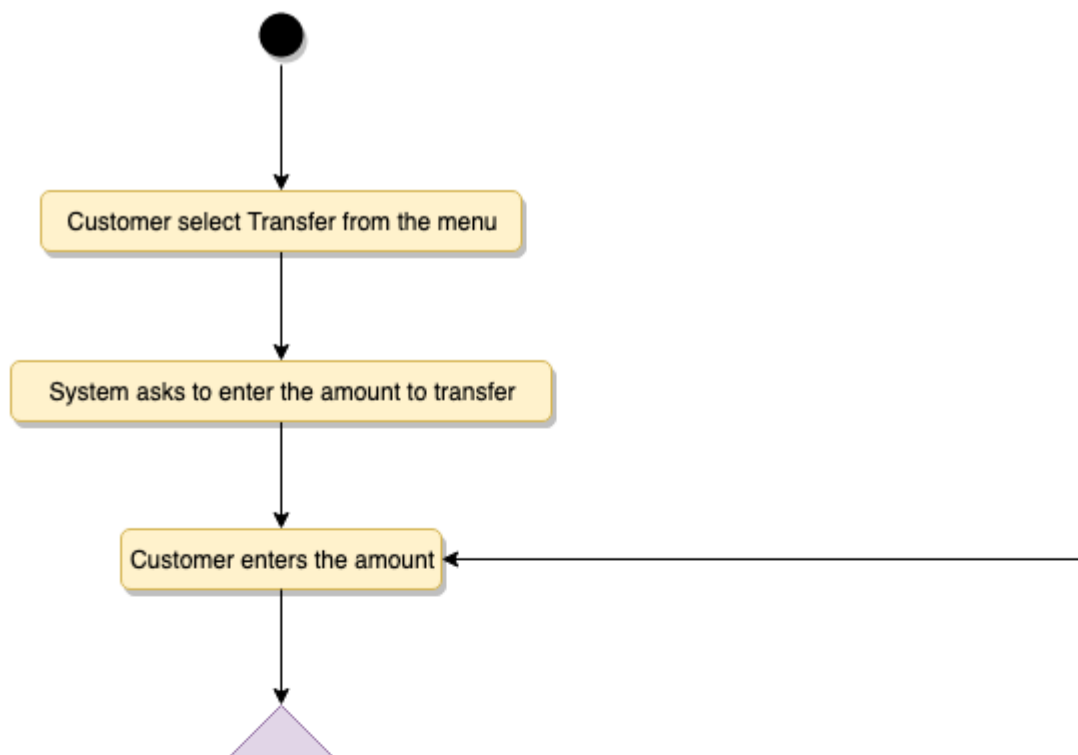 Customer select Transfer from the menu
System asks to enter the amount to transfer
Customer enters the amount